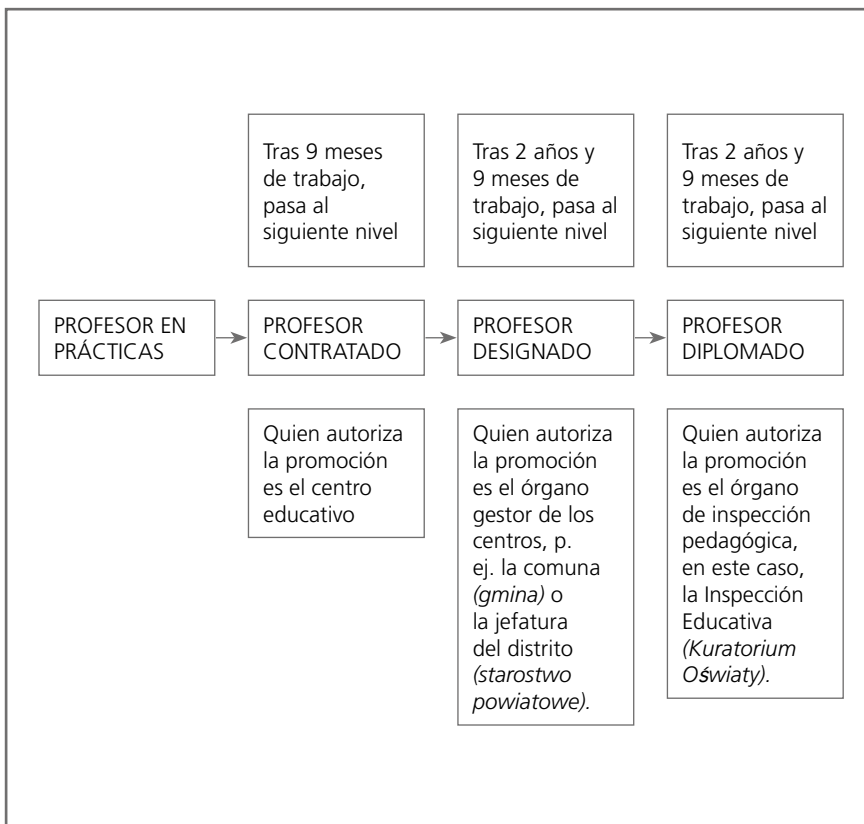 Tras 9 meses
de trabajo,
pasa al
siguiente nivel
Tras 2 años y
9 meses de
trabajo, pasa al
siguiente nivel
Tras 2 años y
9 meses de
trabajo, pasa al
siguiente nivel
PROFESOR EN
PRÁCTICAS
PROFESOR
CONTRATADO
PROFESOR
DESIGNADO
PROFESOR
DIPLOMADO
Quien autoriza
la promoción
es el centro
educativo
Quien autoriza
la promoción
es el órgano
gestor de los
centros, p.
ej. la comuna
(gmina) o
la jefatura
del distrito
(starostwo
powiatowe).
Quien autoriza
la promoción
es el órgano
de inspección
pedagógica,
en este caso,
la Inspección
Educativa
(Kuratorium
Oświaty).